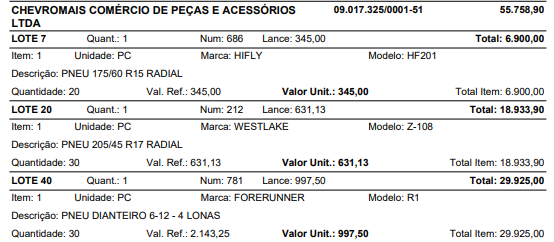 CHEVROMAIS COMÉRCIO DE PEÇAS E ACESSÓRIOS LTDA 09.017.325/0001-51 55.758,90
LOTE 7 Quant.: 1 Num: 686 Lance: 345,00 Total: 6.900,00
Item: 1 Unidade: PC Marca: HIFLY Modelo: HF201
Descrição: PNEU 175/60 R15 RADIAL
Quantidade: 20 Val. Ref.: 345,00 Valor Unit.: 345,00 Total Item: 6.900,00
LOTE 20 Quant.: 1 Num: 212 Lance: 631,13 Total: 18.933,90
Item: 1 Unidade: PC Marca: WESTLAKE Modelo: Z-108
Descrição: PNEU 205/45 R17 RADIAL
Quantidade: 30 Val. Ref.: 631,13 Valor Unit.: 631,13 Total Item: 18.933,90
LOTE 40 Quant.: 1 Num: 781 Lance: 997,50 Total: 29.925,00
Item: 1 Unidade: PC Marca: FORERUNNER Modelo: R1
Descrição: PNEU DIANTEIRO 6-12 - 4 LONAS
Quantidade: 30 Val. Ref.: 2.143,25 Valor Unit.: 997,50 Total Item: 29.925,00